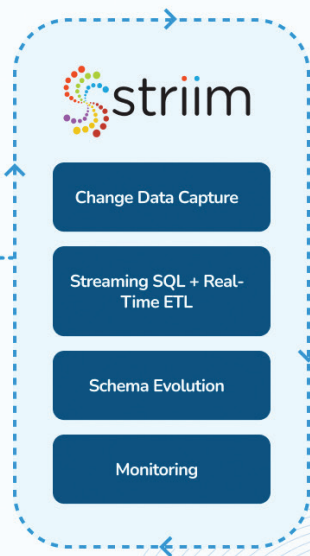 striim
Change Data Capture
Streaming SQL + Real-
Time ETL
Schema Evolution
Monitoring